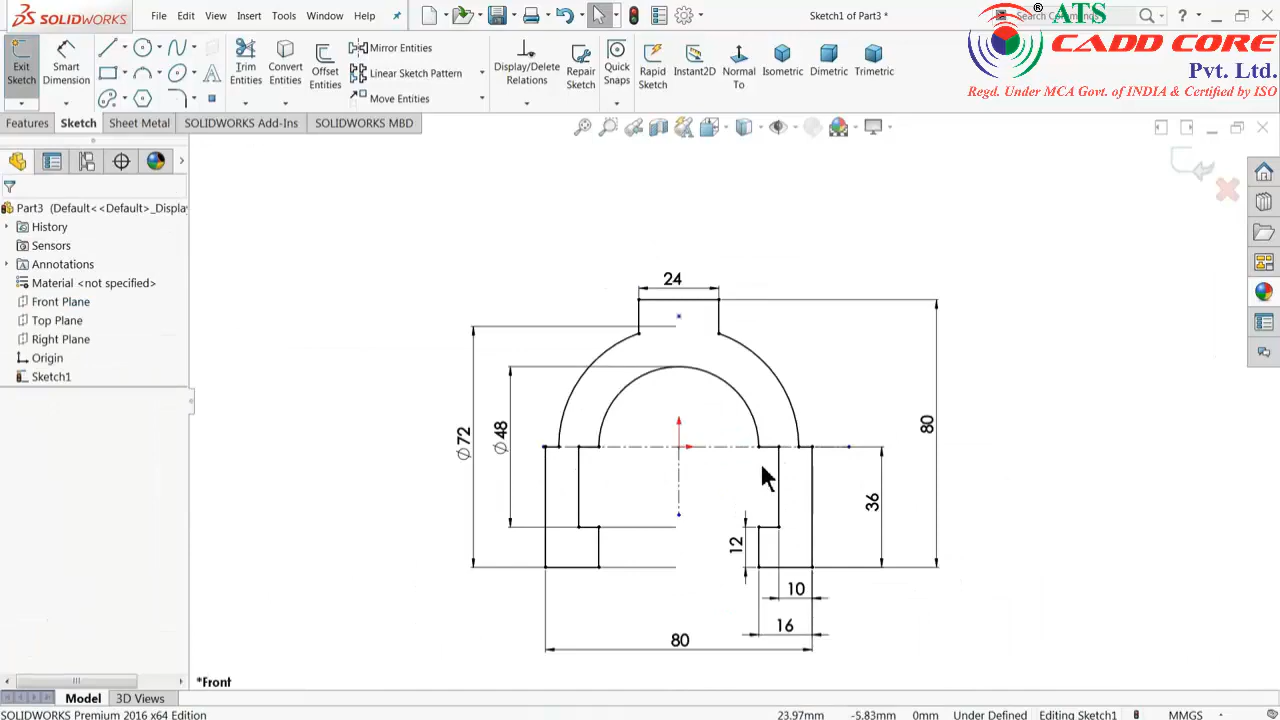 SOLIDWORKS
File
Edit
View
Insert
Tools
Window
Help
Sketch1 of Part3 *
Search Commands
?
ATS
®
CADD CORE
Pvt. Ltd.
Regd. Under MCA Govt. of INDIA & Certified by ISO
Exit
Sketch
Smart
Dimension
Trim
Entities
Convert
Entities
Offset
Entities
Mirror Entities
Linear Sketch Pattern
Move Entities
Display/Delete
Relations
Repair
Sketch
Quick
Snaps
Rapid
Sketch
Instant2D
Normal
To
Isometric
Dimetric
Trimetric
Features
Sketch
Sheet Metal
SOLIDWORKS Add-Ins
SOLIDWORKS MBD
Part3 (Default<<Default>_Displa
History
Sensors
Annotations
Material <not specified>
Front Plane
Top Plane
Right Plane
Origin
Sketch1
24
∅72
∅48
80
36
12
10
16
80
*Front
Model
3D Views
SOLIDWORKS Premium 2016 x64 Edition
23.97mm
-5.83mm
0mm
Under Defined
Editing Sketch1
MMGS